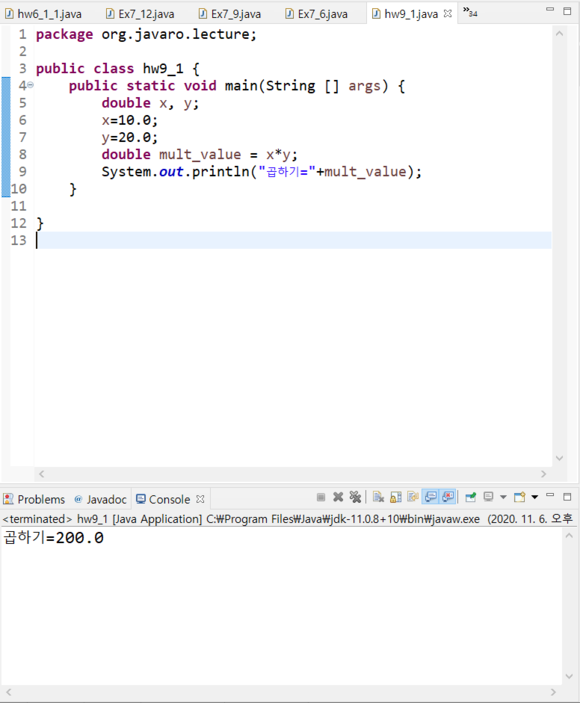 hw6_1_1.java Ex7_12.java Ex7_9.java Ex7_6.java hw9_1.java »34
1 package org.javaro.lecture;
2
3 public class hw9_1 {
4 public static void main(String [] args) {
5 double x, y;
6 x=10.0;
7 y=20.0;
8 double mult_value = x*y;
9 System.out.println("곱하기="+mult_value);
10 }
11
12 }
13
Problems @ Javadoc Console
<terminated> hw9_1 [Java Application] C:₩Program Files₩Java₩jdk-11.0.8+10₩bin₩javaw.exe (2020. 11. 6. 오후
곱하기=200.0